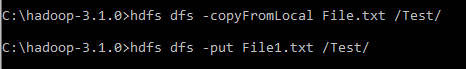 C:\hadoop-3.1.0>hdfs dfs -copyFromLocal File.txt /Test/
C:\hadoop-3.1.0>hdfs dfs -put File1.txt /Test/